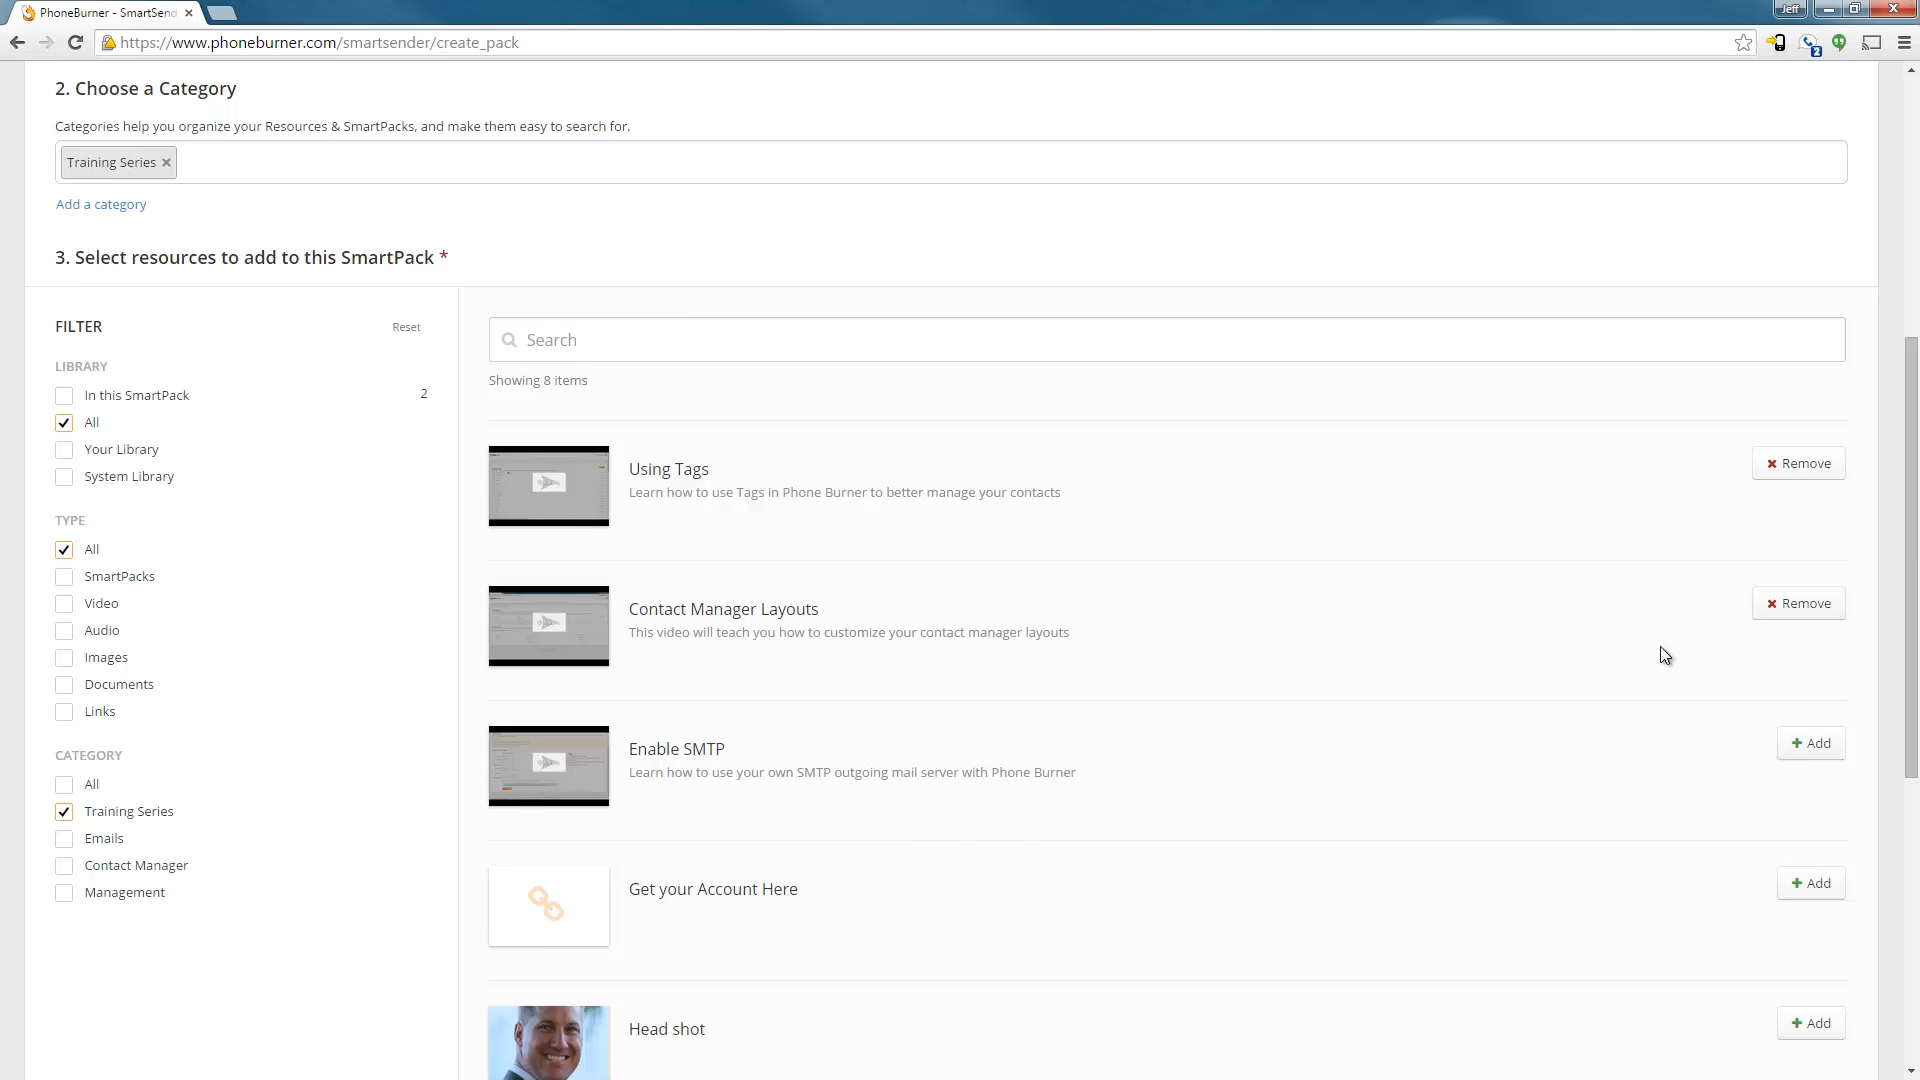 PhoneBurner - SmartSend
Jeff
https://www.phoneburner.com/smartsender/create_pack
2
2. Choose a Category
Categories help you organize your Resources & SmartPacks, and make them easy to search for.
Training Series
Add a category
3. Select resources to add to this SmartPack *
FILTER
Reset
LIBRARY
In this SmartPack
2
All
Your Library
System Library
TYPE
All
SmartPacks
Video
Audio
Images
Documents
Links
CATEGORY
All
Training Series
Emails
Contact Manager
Management
Search
Showing 8 items
Using Tags
Learn how to use Tags in Phone Burner to better manage your contacts
Remove
Contact Manager Layouts
This video will teach you how to customize your contact manager layouts
Remove
Enable SMTP
Learn how to use your own SMTP outgoing mail server with Phone Burner
Add
Get your Account Here
Add
Head shot
Add